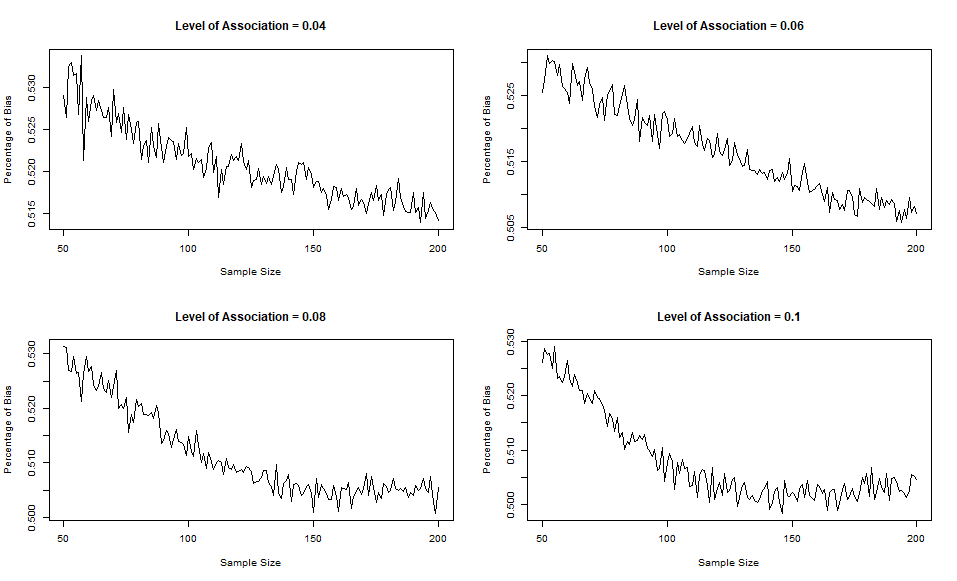 Level of Association = 0.04
Percentage of Bias
0.530
0.525
0.520
0.515
50 100 150 200
Sample Size
Level of Association = 0.06
Percentage of Bias
0.525
0.515
0.505
50 100 150 200
Sample Size
Level of Association = 0.08
Percentage of Bias
0.530
0.520
0.510
0.500
50 100 150 200
Sample Size
Level of Association = 0.1
Percentage of Bias
0.530
0.520
0.510
0.500
50 100 150 200
Sample Size